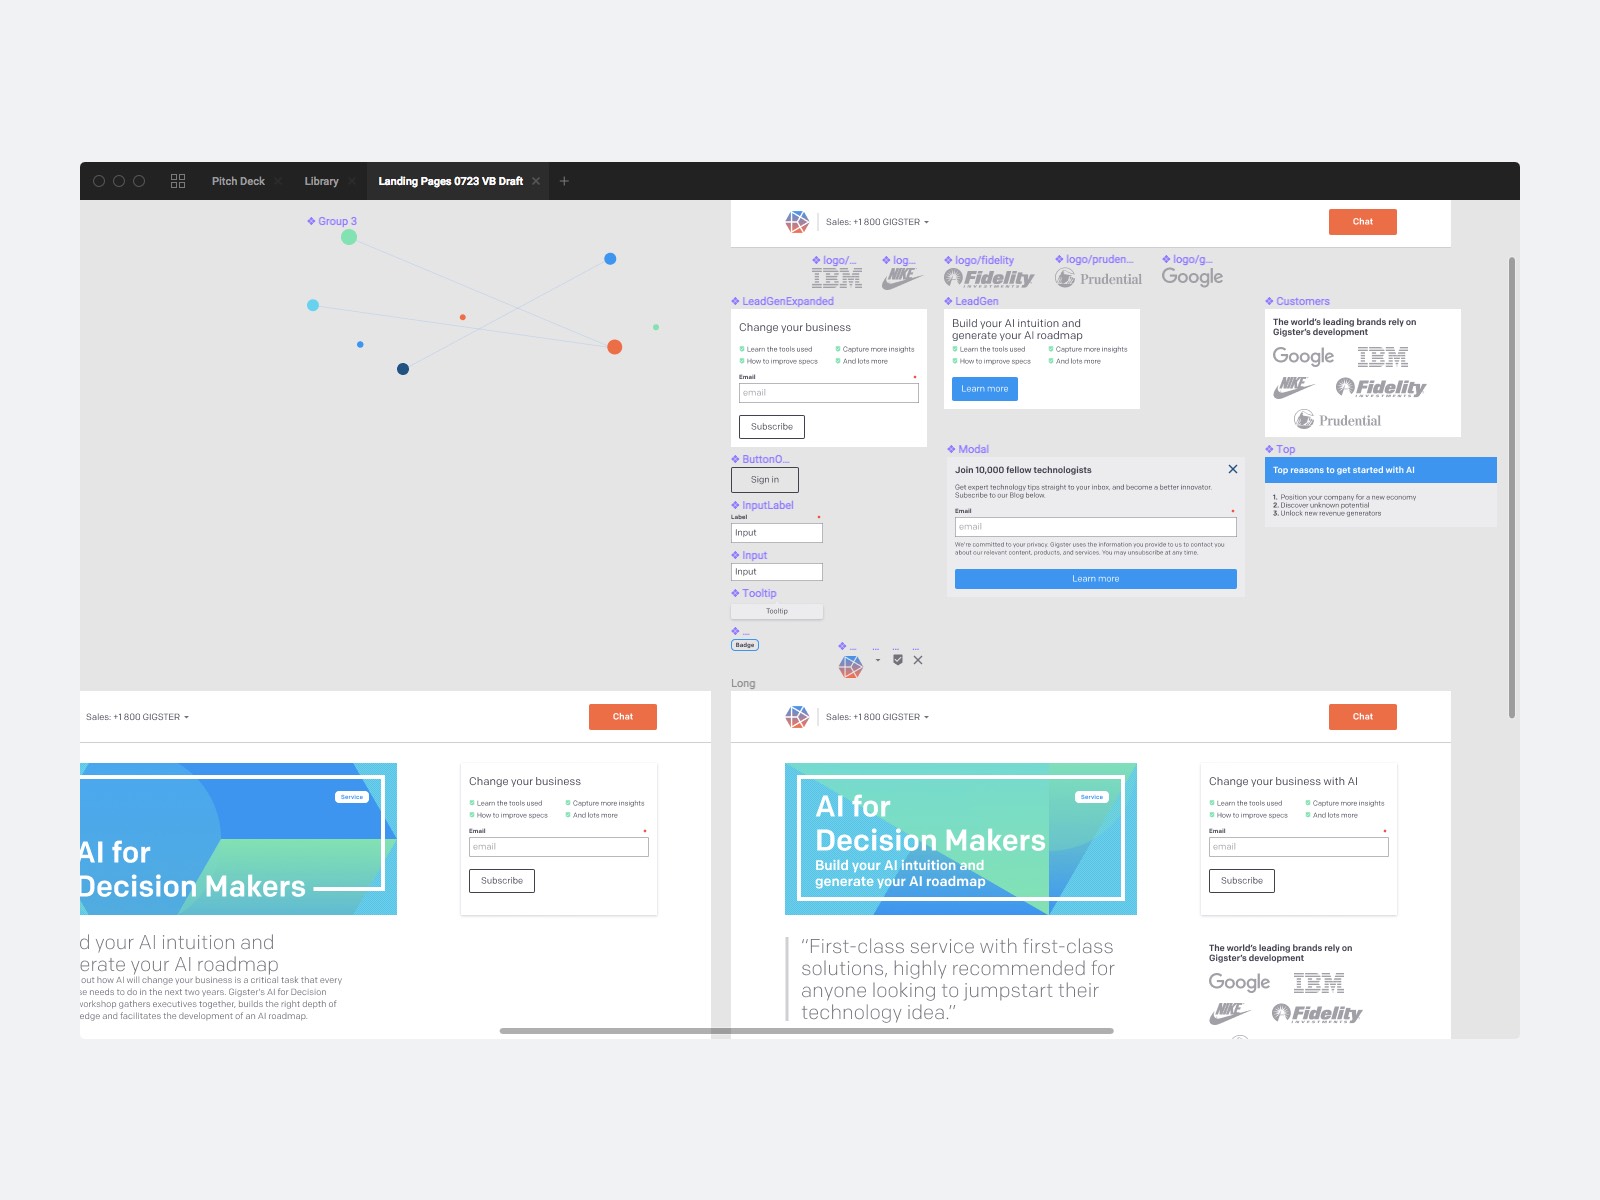 Pitch Deck
Library
Landing Pages 0723 VB Draft
Group 3
Sales: +1 800 GIGSTER
Chat
logo/...
log...
logo/fidelity
logo/pruden...
logo/g...
IBM
NIKE
Fidelity
INVESTMENTS
Prudential
Google
LeadGenExpanded
Change your business
Learn the tools used
Capture more insights
How to improve specs
And lots more
Email *
email
Subscribe
LeadGen
Build your AI intuition and
generate your AI roadmap
Learn the tools used
Capture more insights
How to improve specs
And lots more
Learn more
Customers
The world's leading brands rely on
Gigster's development
Google
IBM
NIKE
Fidelity
INVESTMENTS
Prudential
ButtonO...
Sign in
InputLabel
Label *
Input
Input
Input
Tooltip
Tooltip
...
Badge
Modal
Join 10,000 fellow technologists
Get expert technology tips straight to your inbox, and become a better innovator.
Subscribe to our Blog below.
Email *
email
We're committed to your privacy. Gigster uses the information you provide to us to contact you
about our relevant content, products, and services. You may unsubscribe at any time.
Learn more
Top
Top reasons to get started with AI
1. Position your company for a new economy
2. Discover unknown potential
3. Unlock new revenue generators
... ... ... ...
Long
Sales: +1 800 GIGSTER
Chat
Service
AI for
Decision Makers
Change your business
Learn the tools used
Capture more insights
How to improve specs
And lots more
Email *
email
Subscribe
d your AI intuition and
erate your AI roadmap
out how AI will change your business is a critical task that every
e needs to do in the next two years. Gigster's AI for Decision
workshop gathers executives together, builds the right depth of
edge and facilitates the development of an AI roadmap.
Sales: +1 800 GIGSTER
Chat
Service
AI for
Decision Makers
Build your AI intuition and
generate your AI roadmap
Change your business with AI
Learn the tools used
Capture more insights
How to improve specs
And lots more
Email *
email
Subscribe
“First-class service with first-class
solutions, highly recommended for
anyone looking to jumpstart their
technology idea.”
The world's leading brands rely on
Gigster's development
Google
IBM
NIKE
Fidelity
INVESTMENTS